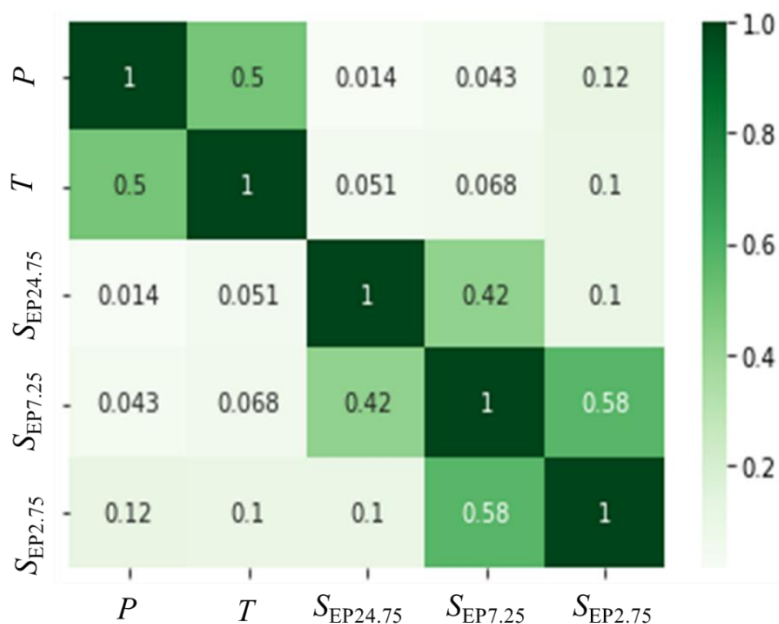 P 1 0.5 0.014 0.043 0.12
T 0.5 1 0.051 0.068 0.1
SEP24.75 0.014 0.051 1 0.42 0.1
SEP7.25 0.043 0.068 0.42 1 0.58
SEP2.75 0.12 0.1 0.1 0.58 1
P T SEP24.75 SEP7.25 SEP2.75
1.0
0.8
0.6
0.4
0.2